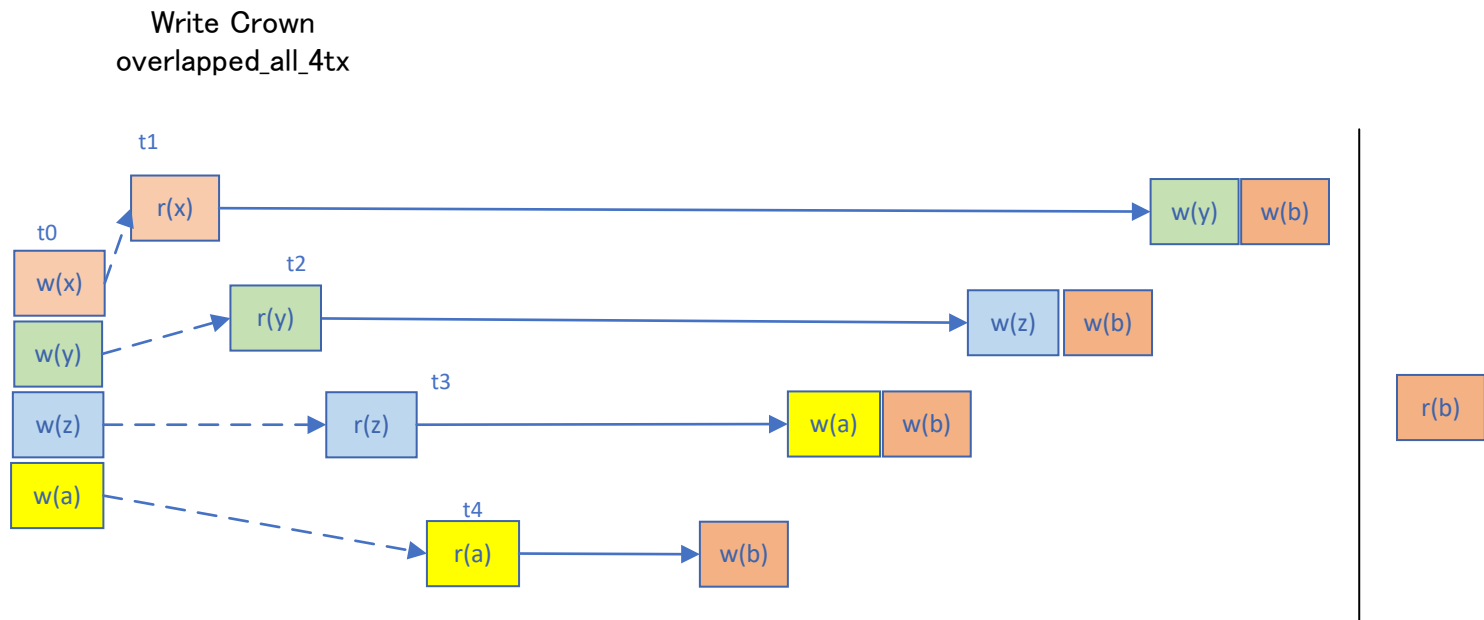 Write Crown
overlapped_all_4tx
t1
r(x)
w(y)
w(b)
t0
w(x)
t2
r(y)
w(z)
w(b)
w(y)
t3
w(z)
r(z)
w(a)
w(b)
r(b)
w(a)
t4
r(a)
w(b)